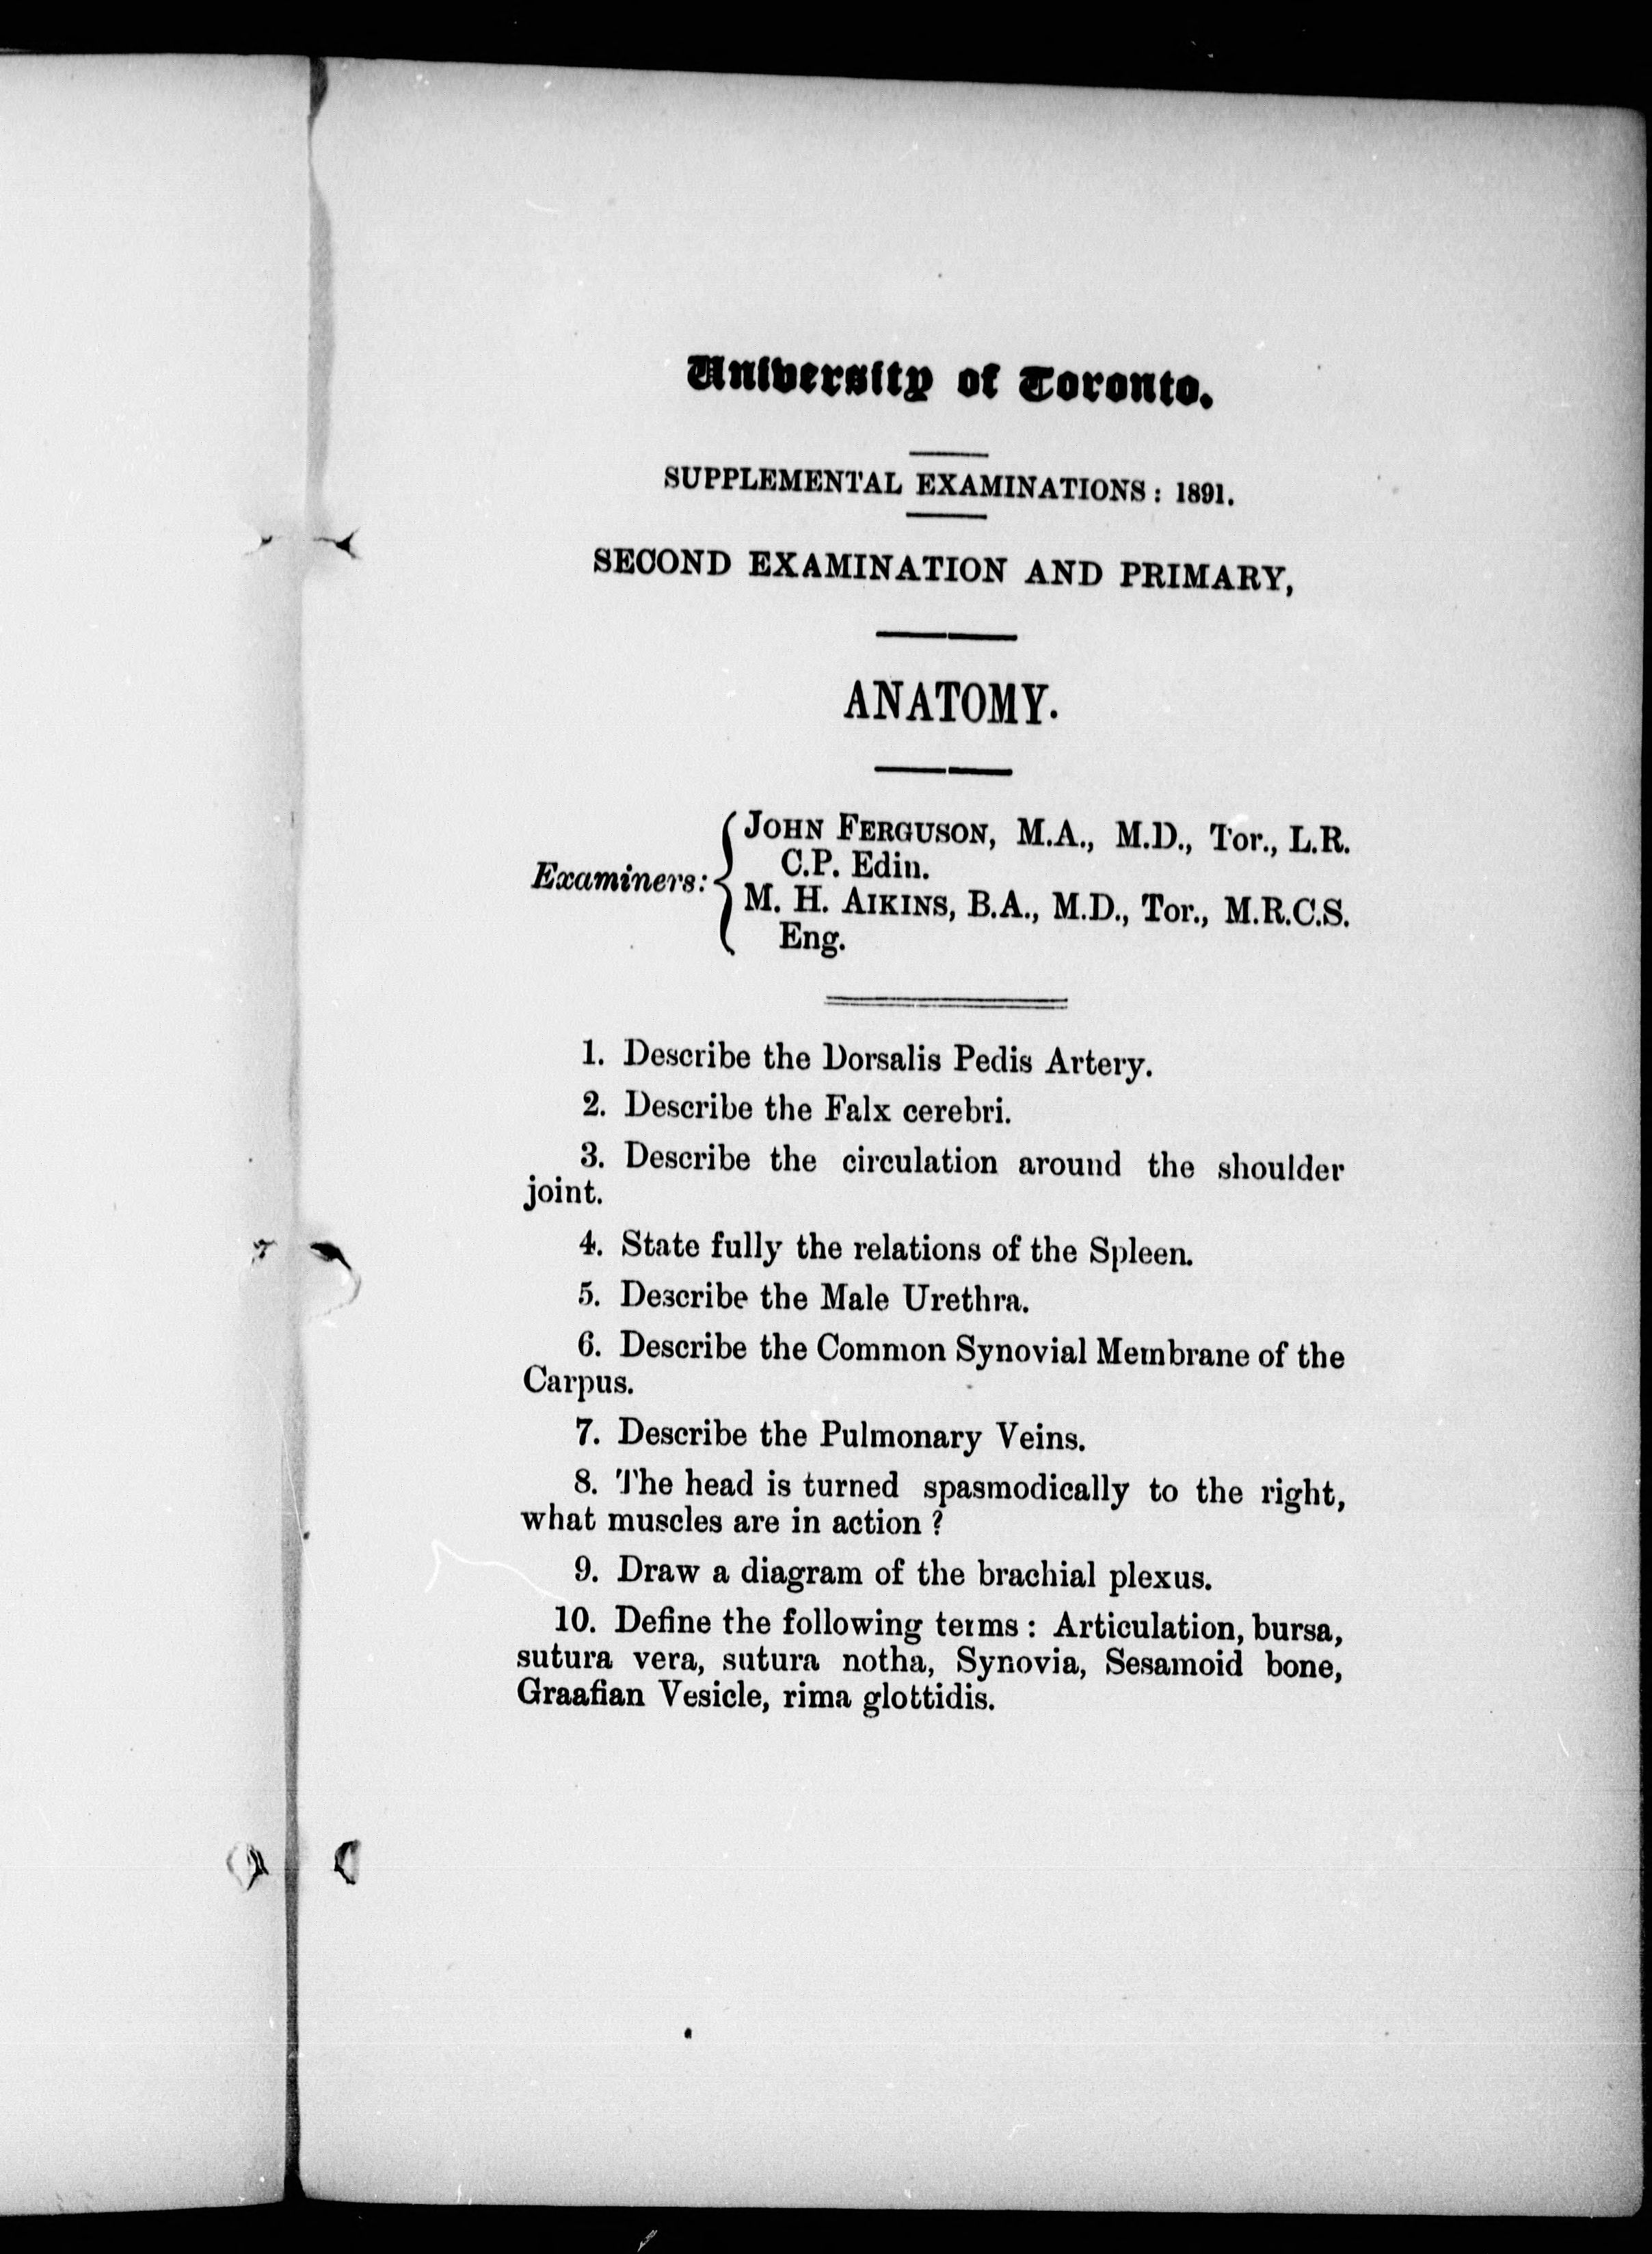 University of Toronto.
SUPPLEMENTAL EXAMINATIONS: 1891.
SECOND EXAMINATION AND PRIMARY,
ANATOMY.
Examiners:
JOHN FERGUSON, M.A., M.D., Tor., L.R.
C.P. Edin.
M. H. AIKINS, B.A., M.D., Tor., M.R.C.S.
Eng.
1. Describe the Dorsalis Pedis Artery.
2. Describe the Falx cerebri.
3. Describe the circulation around the shoulder
joint.
4. State fully the relations of the Spleen.
5. Describe the Male Urethra.
6. Describe the Common Synovial Membrane of the
Carpus.
7. Describe the Pulmonary Veins.
8. The head is turned spasmodically to the right,
what muscles are in action ?
9. Draw a diagram of the brachial plexus.
10. Define the following terms : Articulation, bursa,
sutura vera, sutura notha, Synovia, Sesamoid bone,
Graafian Vesicle, rima glottidis.